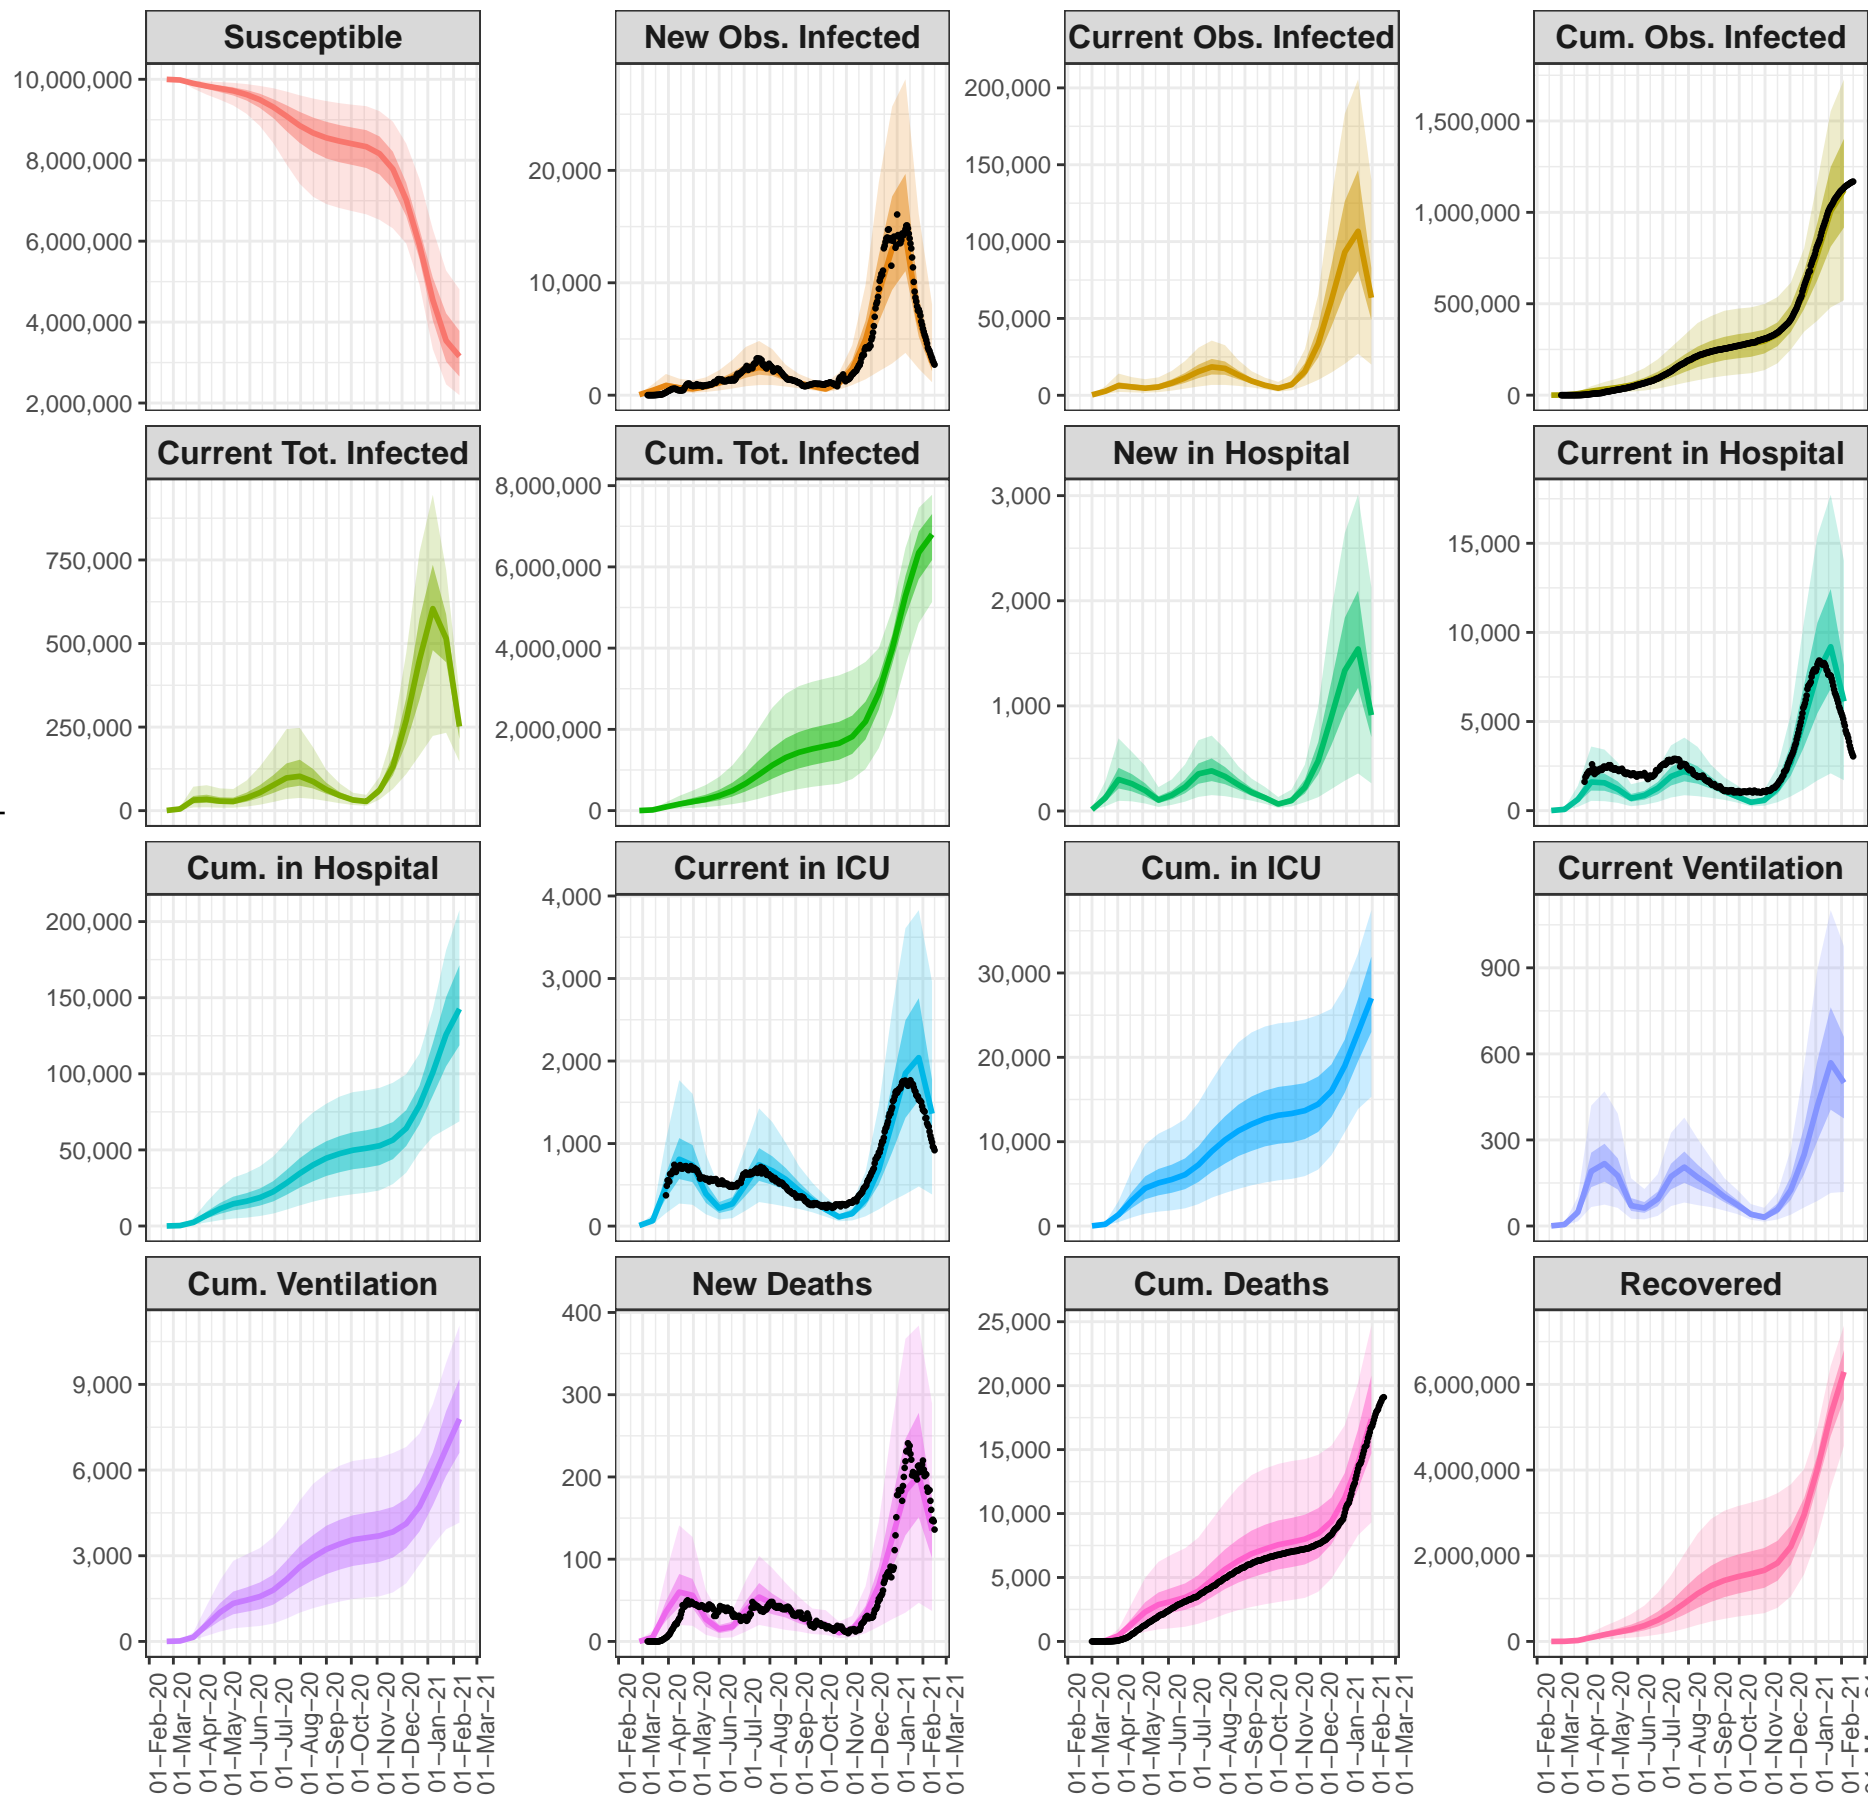 Susceptible
New Obs. Infected
Current Obs. Infected
Cum. Obs. Infected
10,000,000
8,000,000
6,000,000
4,000,000
2,000,000
20,000
10,000
0
200,000
150,000
100,000
50,000
0
1,500,000
1,000,000
500,000
0
Current Tot. Infected
Cum. Tot. Infected
New in Hospital
Current in Hospital
750,000
500,000
250,000
0
8,000,000
6,000,000
4,000,000
2,000,000
0
3,000
2,000
1,000
0
15,000
10,000
5,000
0
Cum. in Hospital
Current in ICU
Cum. in ICU
Current Ventilation
200,000
150,000
100,000
50,000
0
4,000
3,000
2,000
1,000
0
30,000
20,000
10,000
0
900
600
300
0
Cum. Ventilation
New Deaths
Cum. Deaths
Recovered
9,000
6,000
3,000
0
400
300
200
100
0
25,000
20,000
15,000
10,000
5,000
0
6,000,000
4,000,000
2,000,000
0
01−Feb−20
01−Mar−20
01−Apr−20
01−May−20
01−Jun−20
01−Jul−20
01−Aug−20
01−Sep−20
01−Oct−20
01−Nov−20
01−Dec−20
01−Jan−21
01−Feb−21
01−Mar−21
01−Feb−20
01−Mar−20
01−Apr−20
01−May−20
01−Jun−20
01−Jul−20
01−Aug−20
01−Sep−20
01−Oct−20
01−Nov−20
01−Dec−20
01−Jan−21
01−Feb−21
01−Mar−21
01−Feb−20
01−Mar−20
01−Apr−20
01−May−20
01−Jun−20
01−Jul−20
01−Aug−20
01−Sep−20
01−Oct−20
01−Nov−20
01−Dec−20
01−Jan−21
01−Feb−21
01−Mar−21
01−Feb−20
01−Mar−20
01−Apr−20
01−May−20
01−Jun−20
01−Jul−20
01−Aug−20
01−Sep−20
01−Oct−20
01−Nov−20
01−Dec−20
01−Jan−21
01−Feb−21